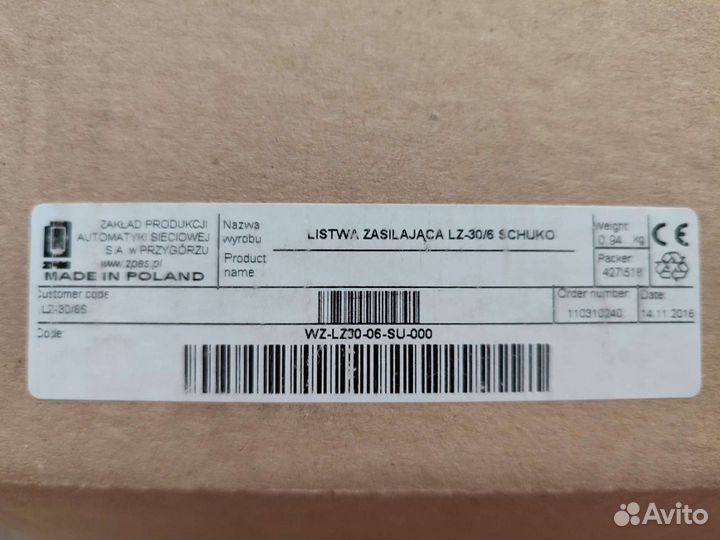 ZAKŁAD PRODUKCJI
AUTOMATYKI SIECIOWEJ
S.A. w PRZYGÓRZU
www.zpas.pl
MADE IN POLAND
Nazwa
wyrobu
Product
name
LISTWA ZASILAJĄCA LZ-30/6 SCHUKO
Weight:
0.94 kg
Packer:
427\518
CE
Customer code
LZ-30/6S
Order number:
110310240
Date:
14.11.2016
Code:
WZ-LZ30-06-SU-000
Avito